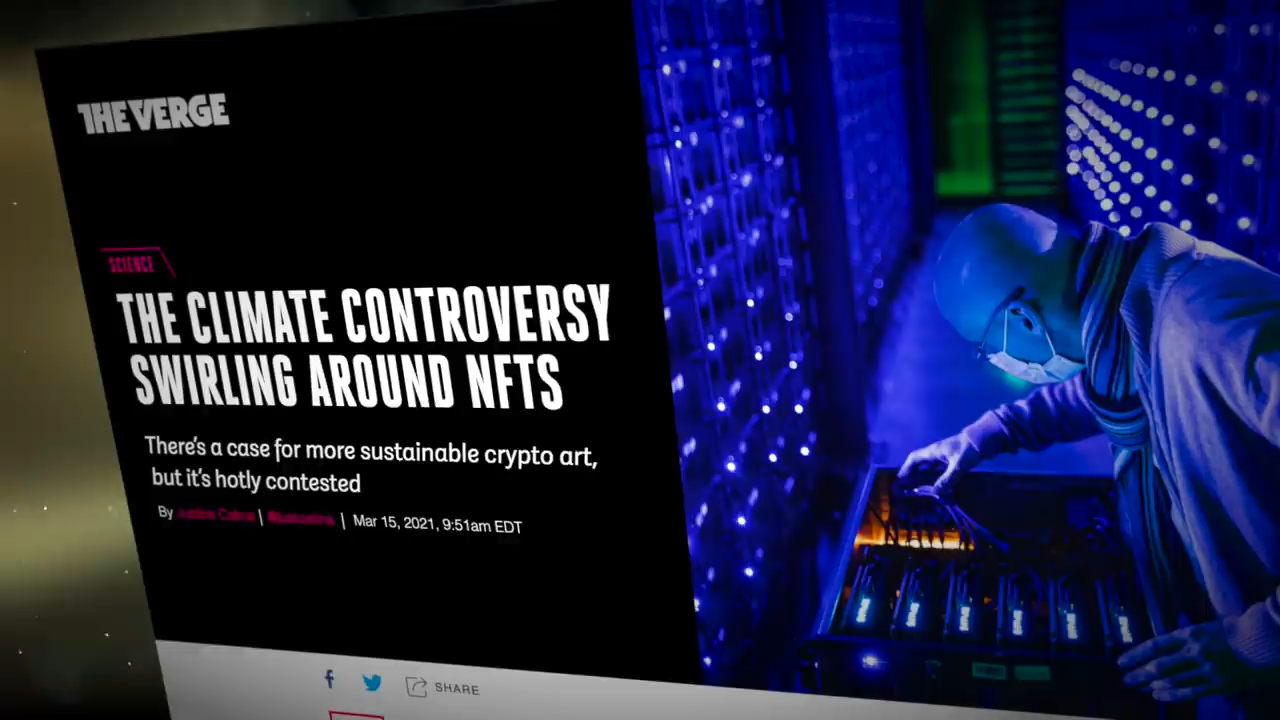 THE VERGE
SCIENCE
THE CLIMATE CONTROVERSY
SWIRLING AROUND NFTS
There's a case for more sustainable crypto art,
but it's hotly contested
By | | Mar 15, 2021, 9:51am EDT
SHARE